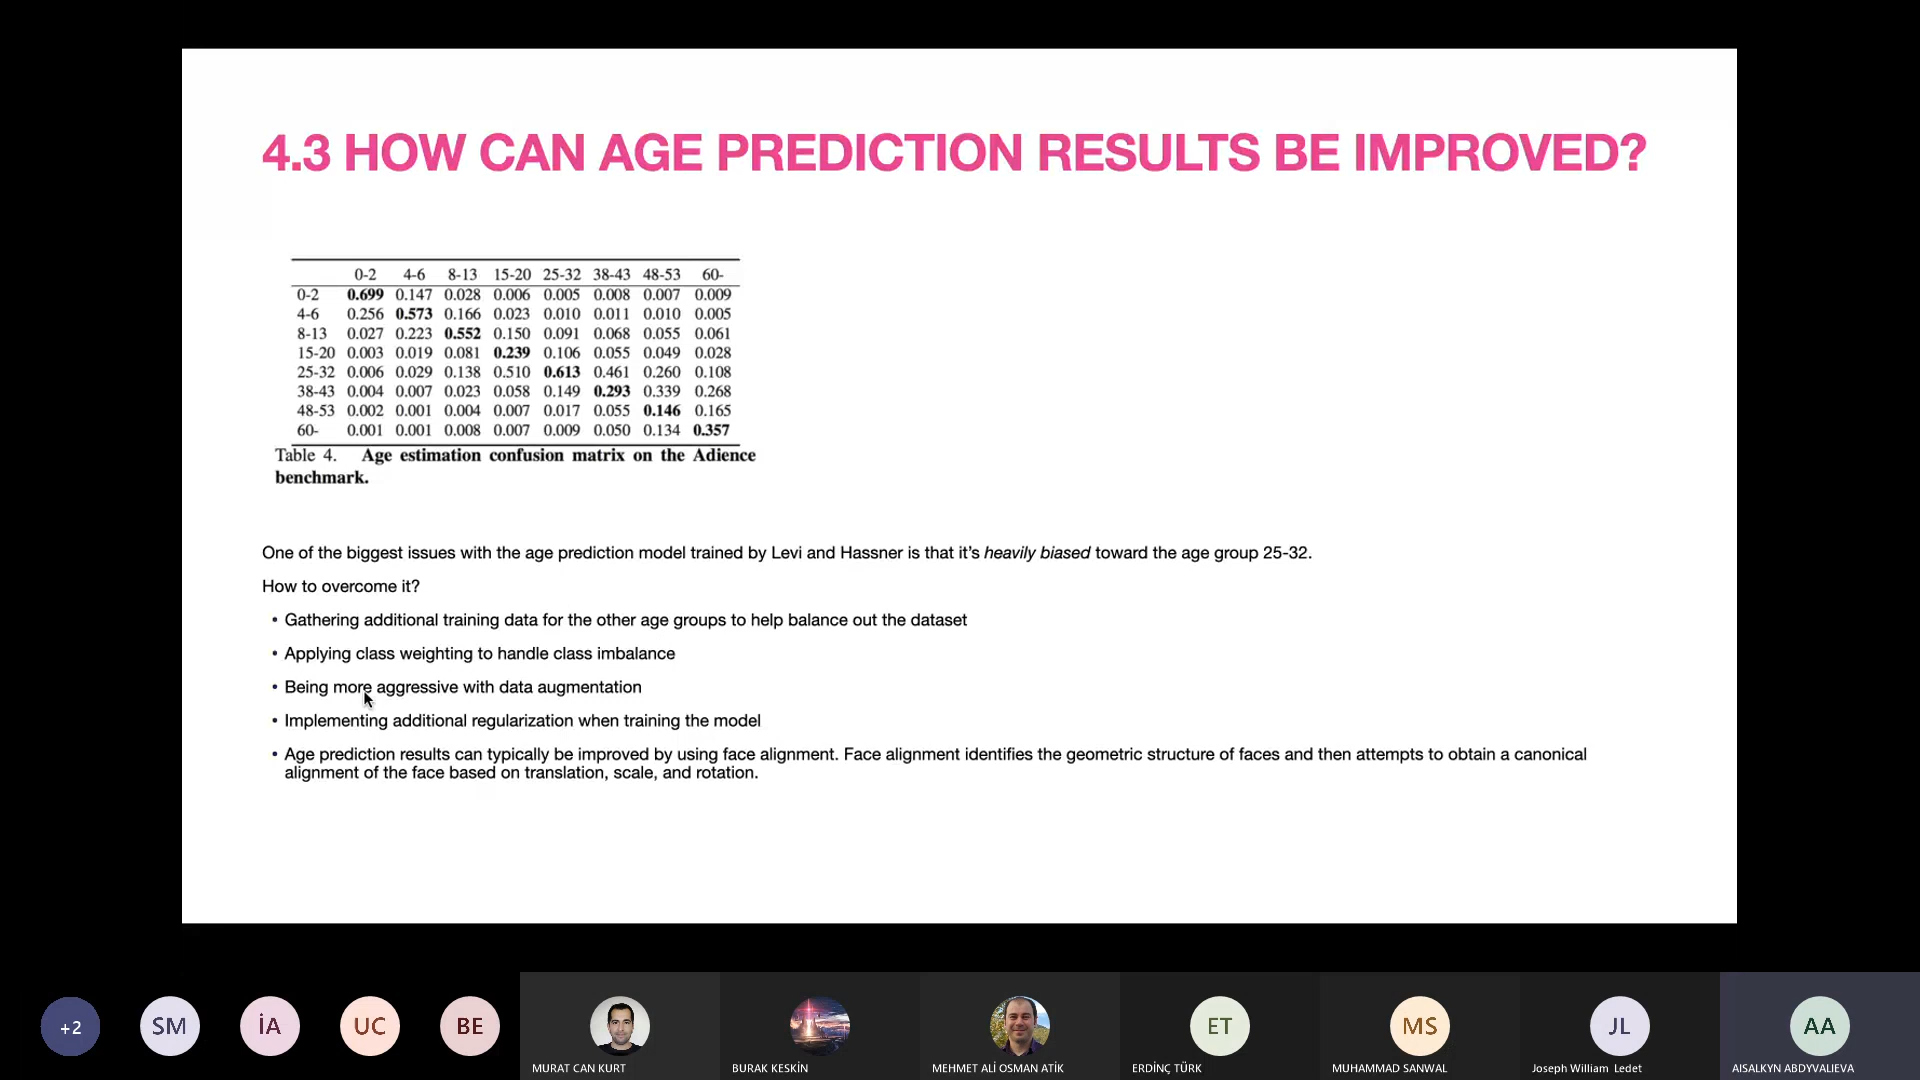 4.3 HOW CAN AGE PREDICTION RESULTS BE IMPROVED?
0-2 4-6 8-13 15-20 25-32 38-43 48-53 60-
0-2 0.699 0.147 0.028 0.006 0.005 0.008 0.007 0.009
4-6 0.256 0.573 0.166 0.023 0.010 0.011 0.010 0.005
8-13 0.027 0.223 0.552 0.150 0.091 0.068 0.055 0.061
15-20 0.003 0.019 0.081 0.239 0.106 0.055 0.049 0.028
25-32 0.006 0.029 0.138 0.510 0.613 0.461 0.260 0.108
38-43 0.004 0.007 0.023 0.058 0.149 0.293 0.339 0.268
48-53 0.002 0.001 0.004 0.007 0.017 0.055 0.146 0.165
60- 0.001 0.001 0.008 0.007 0.009 0.050 0.134 0.357
Table 4. Age estimation confusion matrix on the Adience
benchmark.
One of the biggest issues with the age prediction model trained by Levi and Hassner is that it's heavily biased toward the age group 25-32.
How to overcome it?
• Gathering additional training data for the other age groups to help balance out the dataset
• Applying class weighting to handle class imbalance
• Being more aggressive with data augmentation
• Implementing additional regularization when training the model
• Age prediction results can typically be improved by using face alignment. Face alignment identifies the geometric structure of faces and then attempts to obtain a canonical
alignment of the face based on translation, scale, and rotation.
+2 SM İA UC BE ET MS JL AA
MURAT CAN KURT BURAK KESKİN MEHMET ALİ OSMAN ATİK ERDİNÇ TÜRK MUHAMMAD SANWAL Joseph William Ledet AISALKYN ABDYVALIEVA